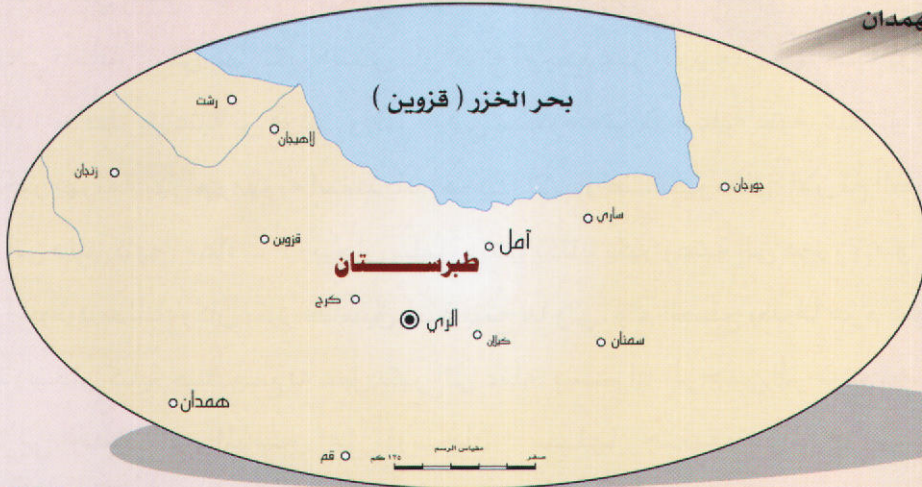 همدان
بحر الخزر ( قزوين )
رشت
لاهيجان
زنجان
جورجان
ساري
آمل
قزوين
طبرستان
كرج
الري
كيلان
سمنان
همدان
قم
مقياس الرسم
صفر
١٢٥ كم